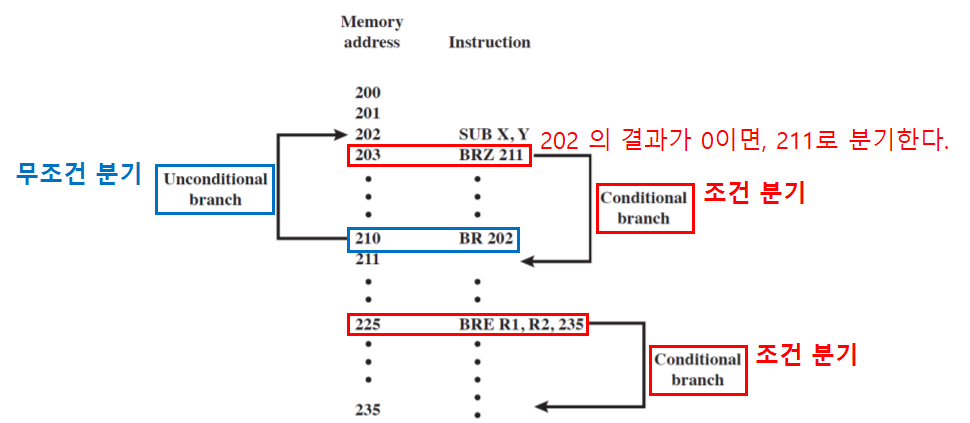 Memory
address Instruction
200
201
202 SUB X, Y 202 의 결과가 0이면, 211로 분기한다.
203 BRZ 211
무조건 분기 Unconditional
branch
Conditional
branch
조건 분기
210 BR 202
211
225 BRE R1, R2, 235
Conditional
branch
조건 분기
235